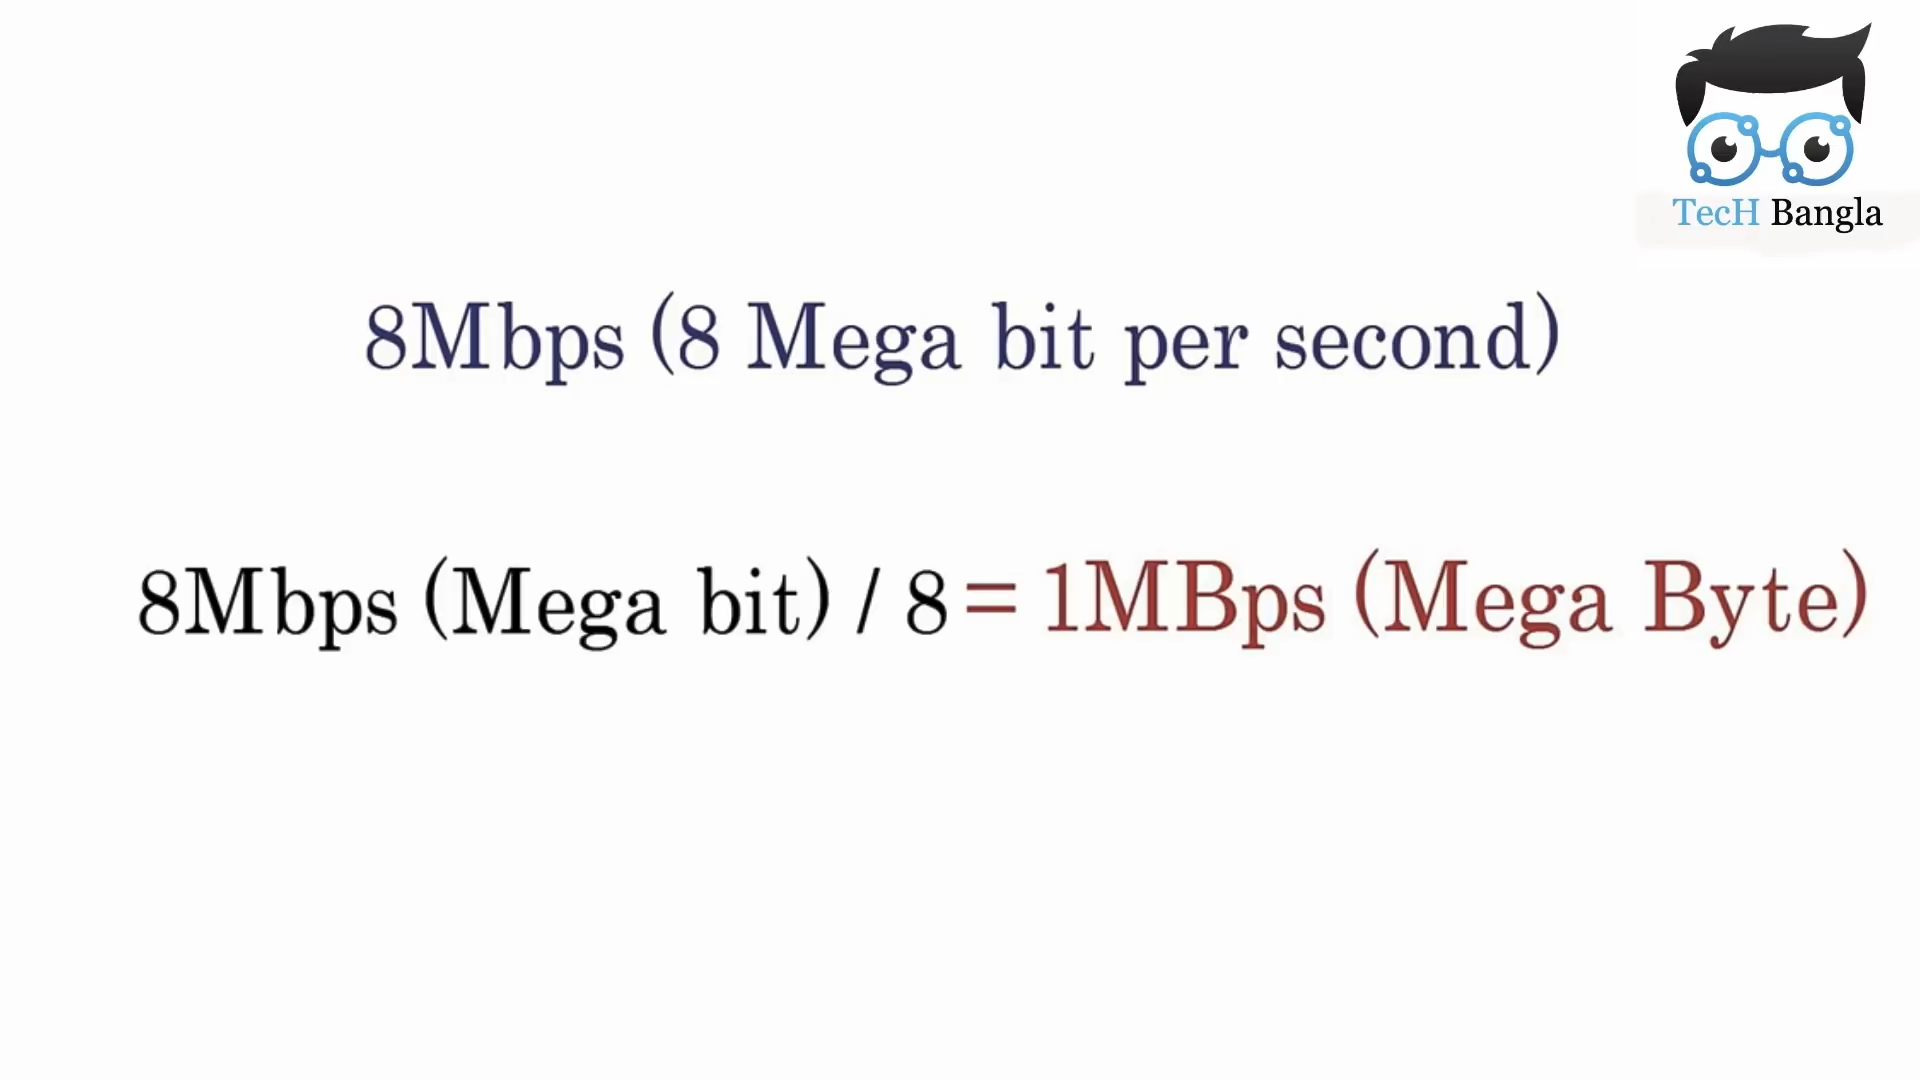 TecH Bangla
8Mbps (8 Mega bit per second)
8Mbps (Mega bit) / 8 = 1MBps (Mega Byte)